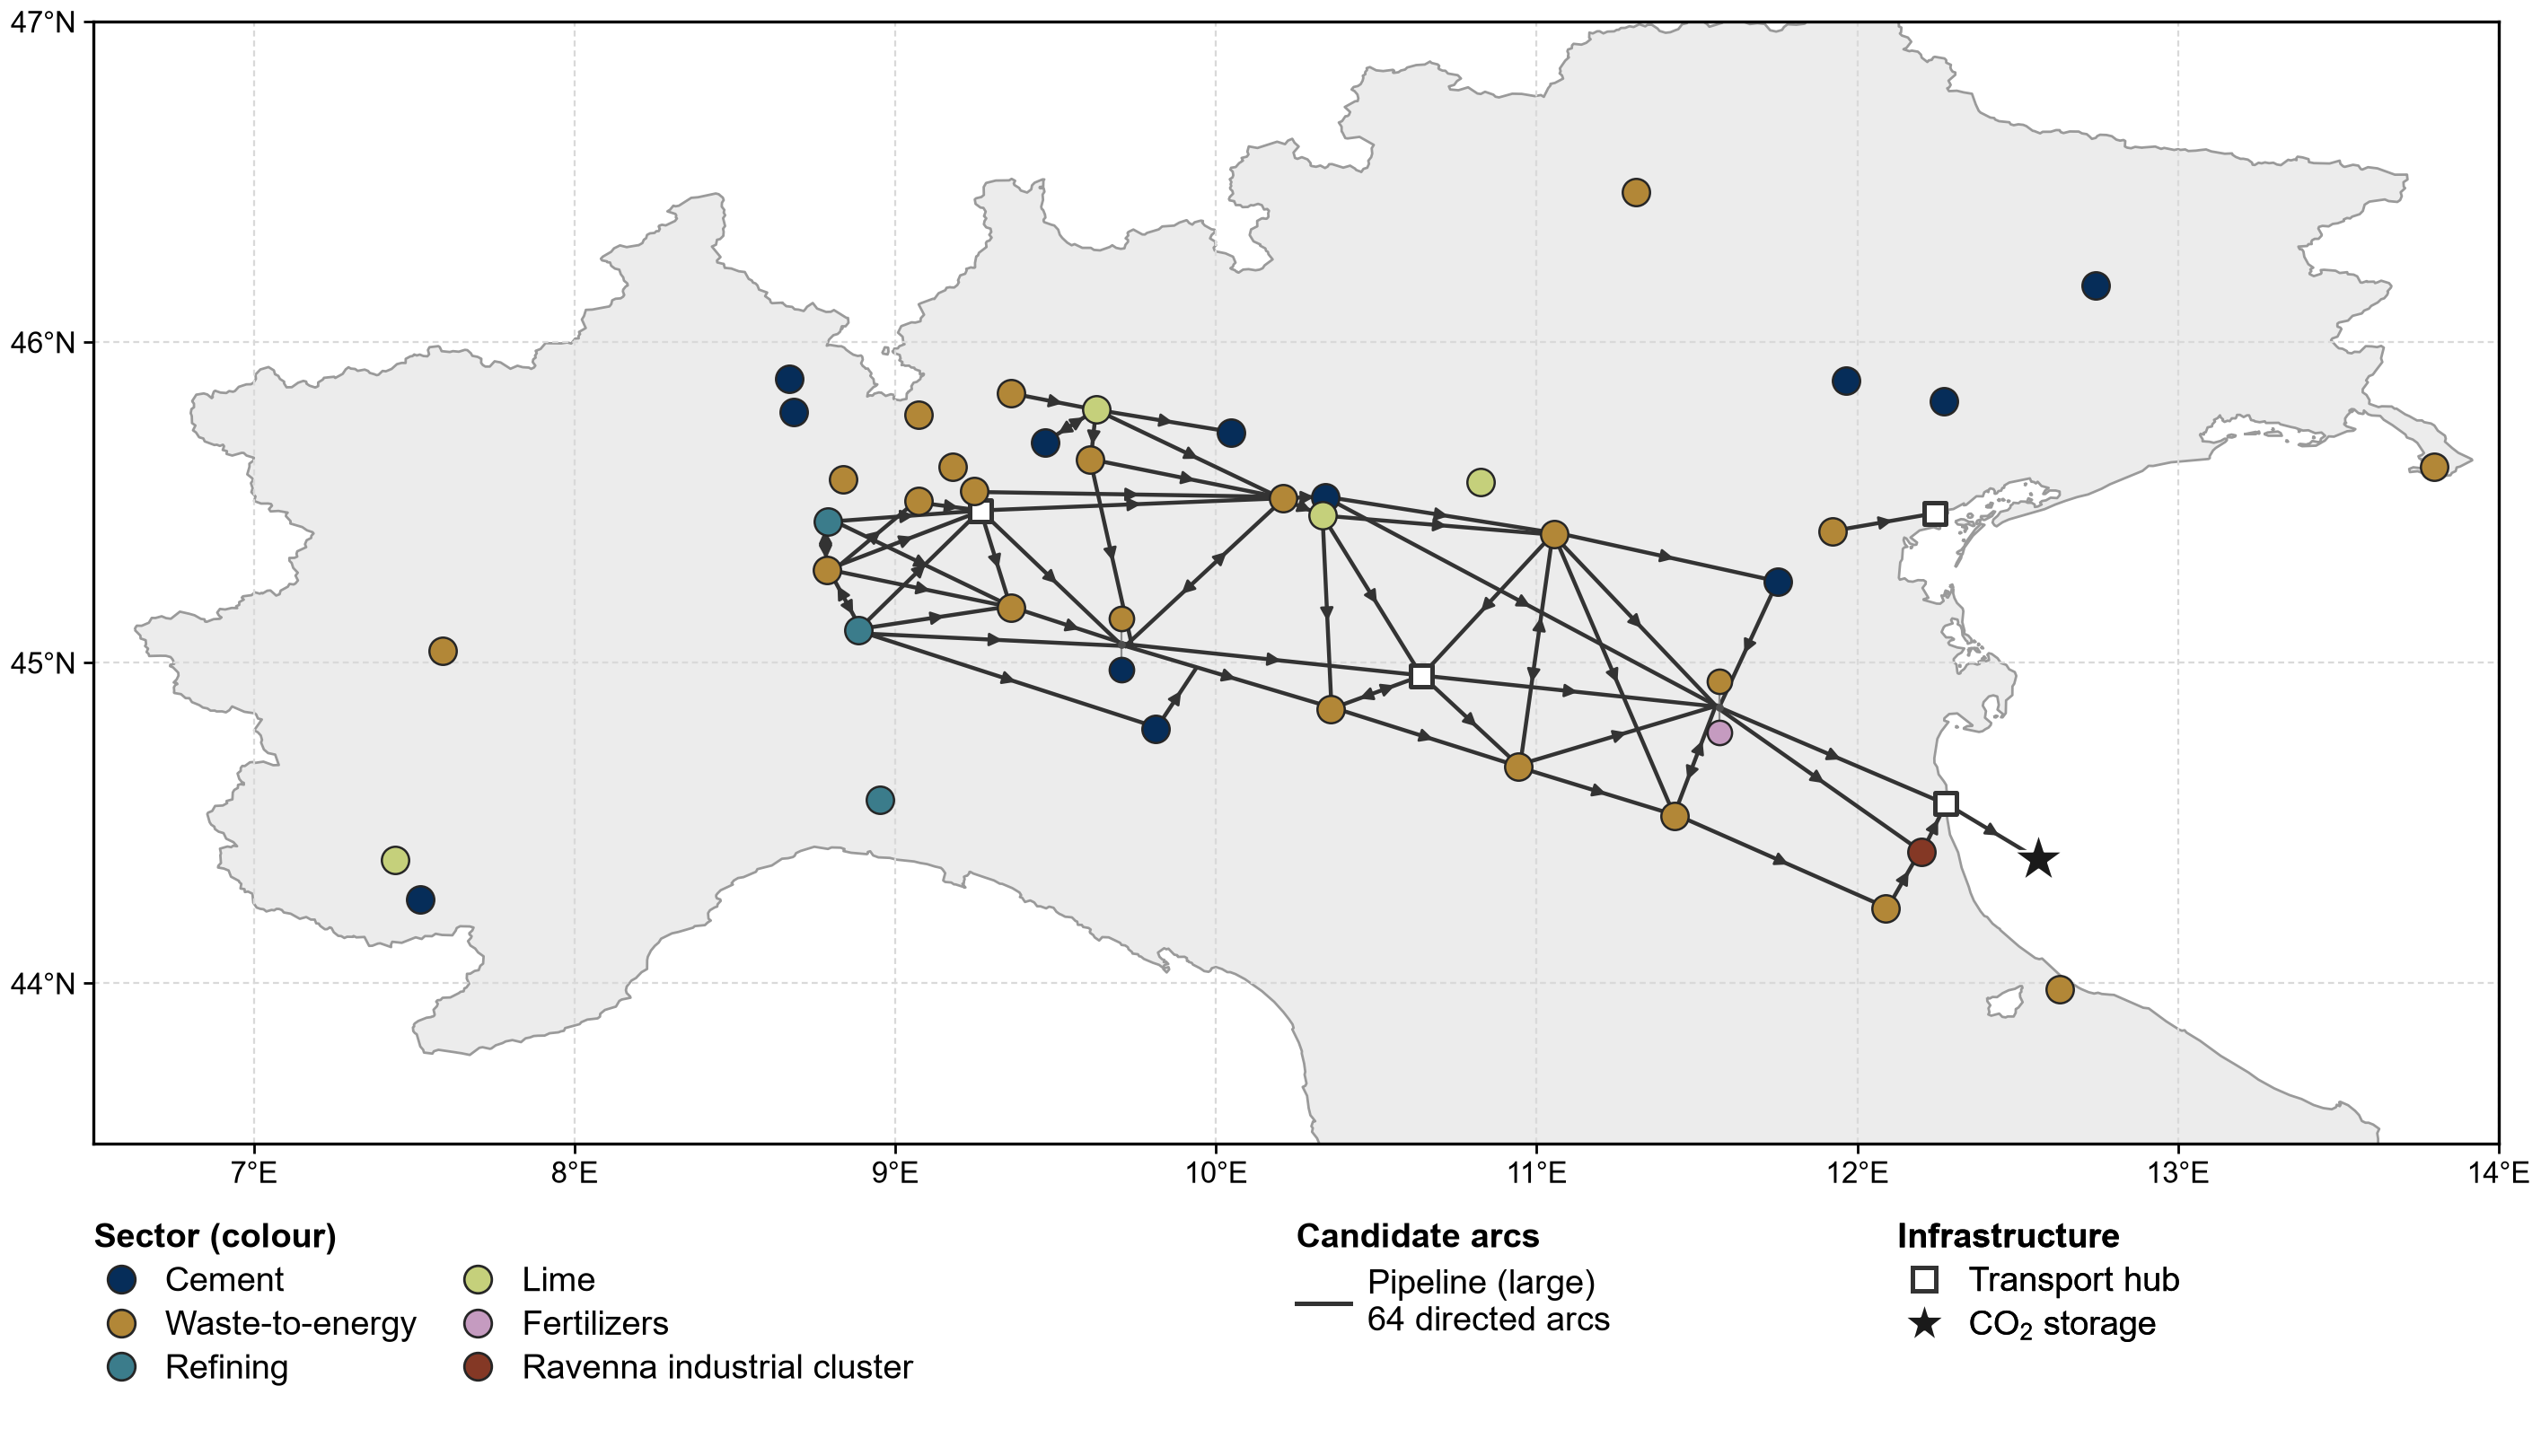 47°N
46°N
45°N
44°N
7°E 8°E 9°E 10°E 11°E 12°E 13°E 14°E
Sector (colour)
Cement
Waste-to-energy
Refining
Lime
Fertilizers
Ravenna industrial cluster
Candidate arcs
Pipeline (large)
64 directed arcs
Infrastructure
Transport hub
CO₂ storage